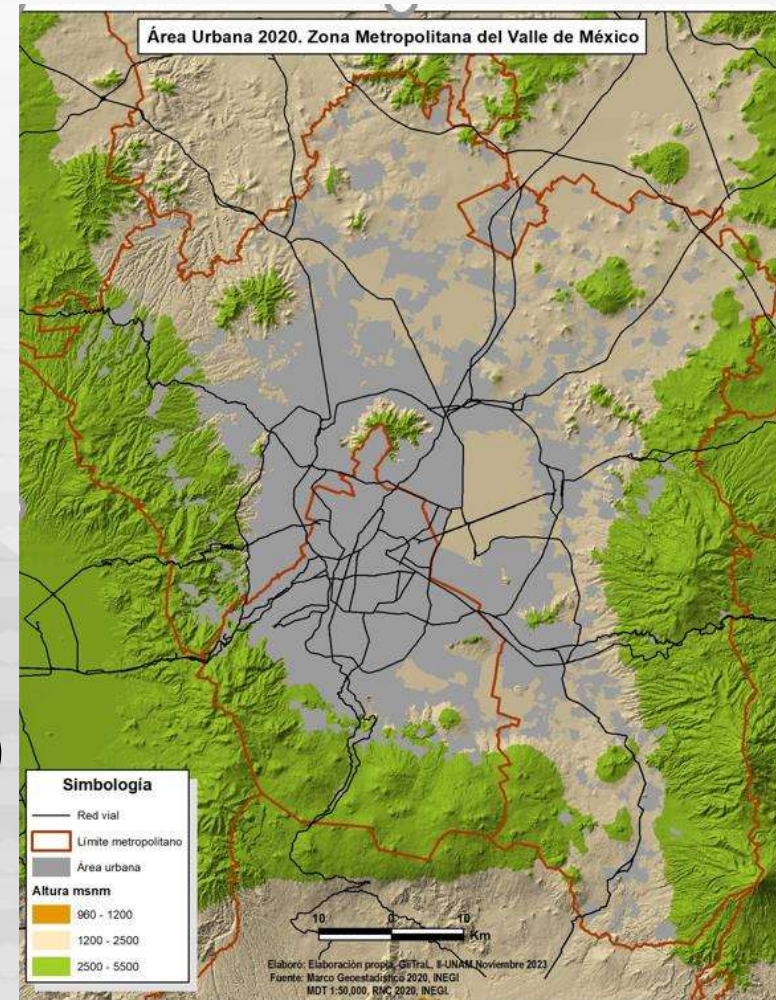 Área Urbana 2020. Zona Metropolitana del Valle de México
Simbología
Red vial
Límite metropolitano
Área urbana
Altura msnm
960 - 1200
1200 - 2500
2500 - 5500
10 0 10
Km
Elaboró: Elaboración propia, GiiTraL, II-UNAM Noviembre 2023
Fuente: Marco Geoestadístico 2020, INEGI
MDT 1:50,000, RNC 2020, INEGI.
)